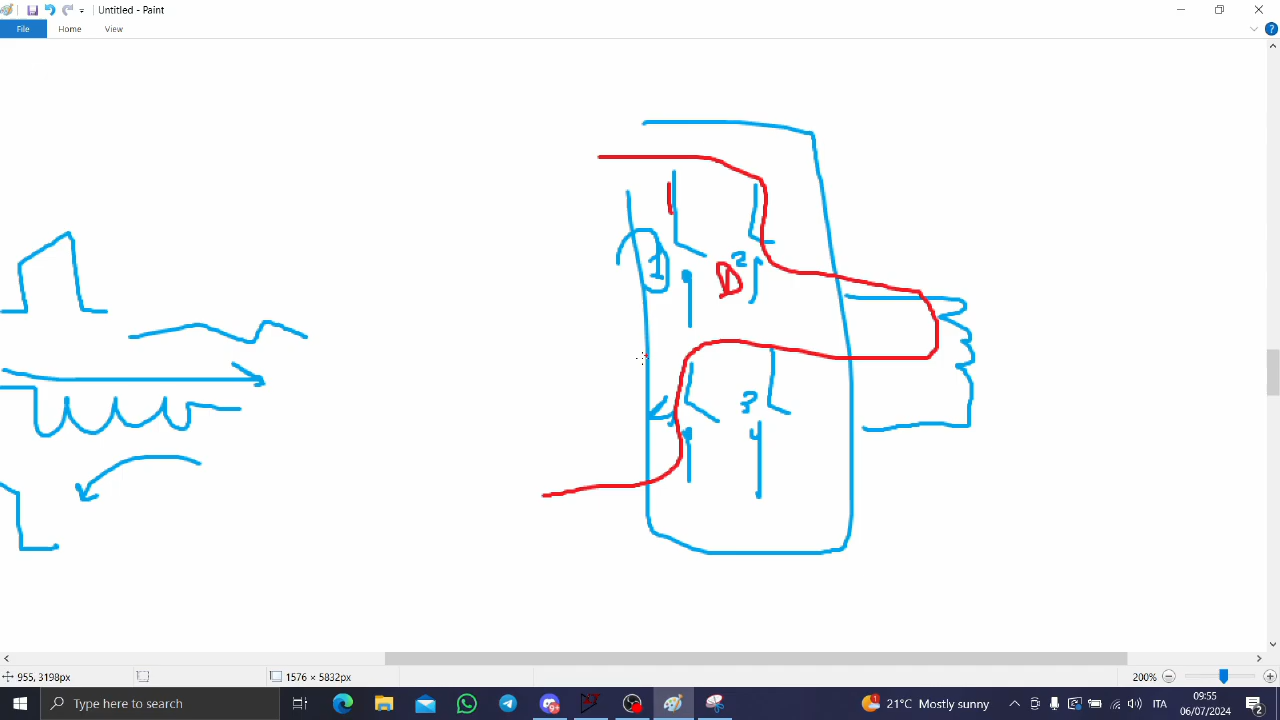 Untitled - Paint
File Home View
1
2
D
3
4
955, 3198px
1576 × 5832px
200%
Type here to search
21°C Mostly sunny
ITA
09:55
06/07/2024
2